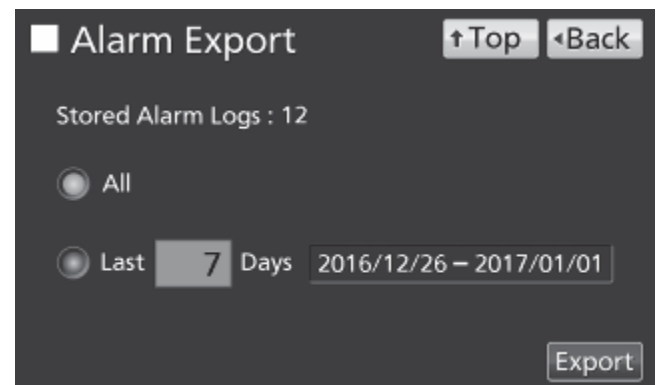 Alarm Export ↑Top ◂Back
Stored Alarm Logs : 12
All
Last 7 Days 2016/12/26 – 2017/01/01
Export